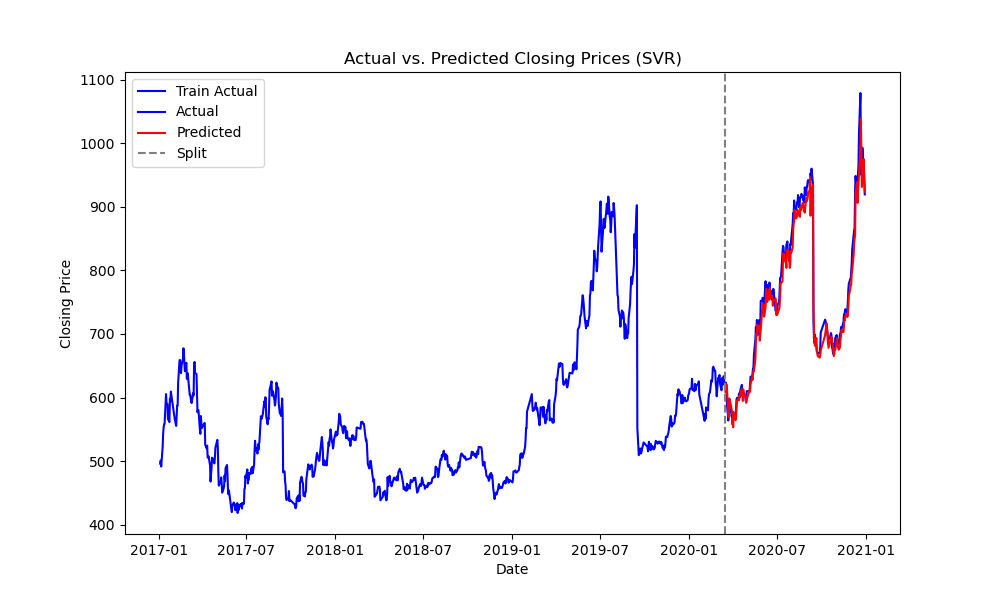 Actual vs. Predicted Closing Prices (SVR)
1100
1000
900
800
700
600
500
400
Closing Price
Train Actual
Actual
Predicted
Split
2017-01 2017-07 2018-01 2018-07 2019-01 2019-07 2020-01 2020-07 2021-01
Date